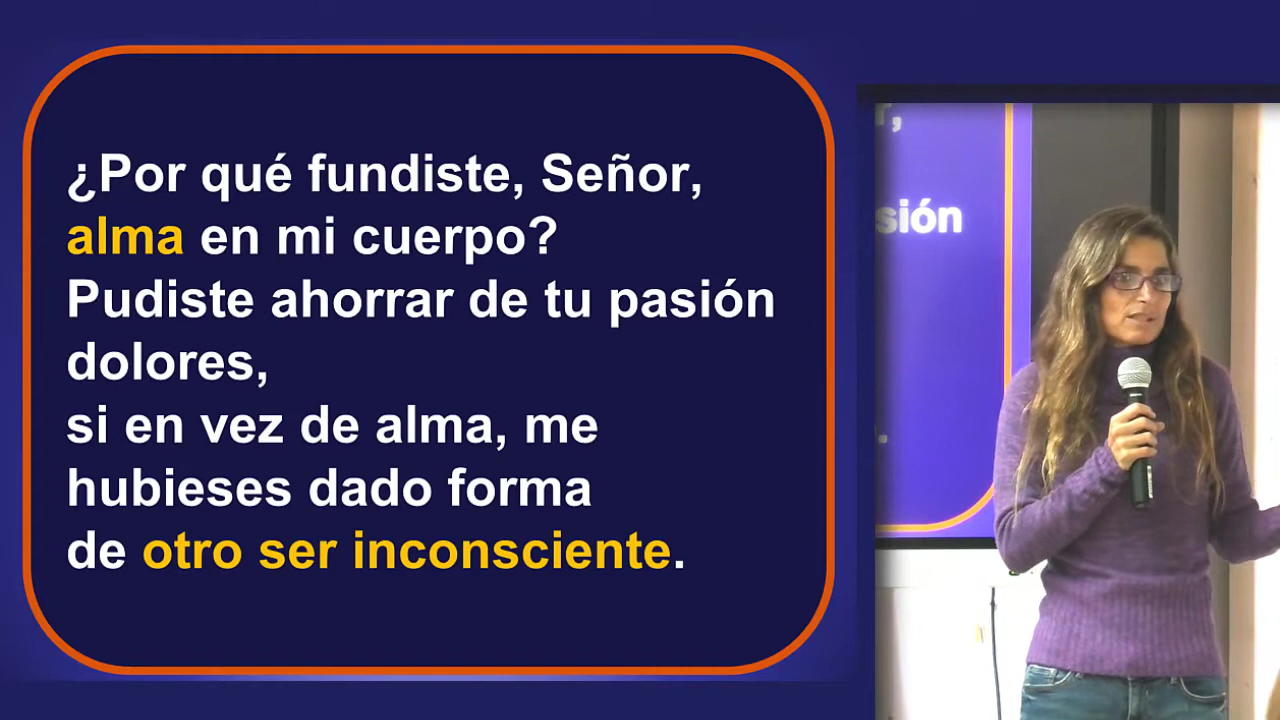 ¿Por qué fundiste, Señor,
alma en mi cuerpo?
Pudiste ahorrar de tu pasión
dolores,
si en vez de alma, me
hubieses dado forma
de otro ser inconsciente.
sión